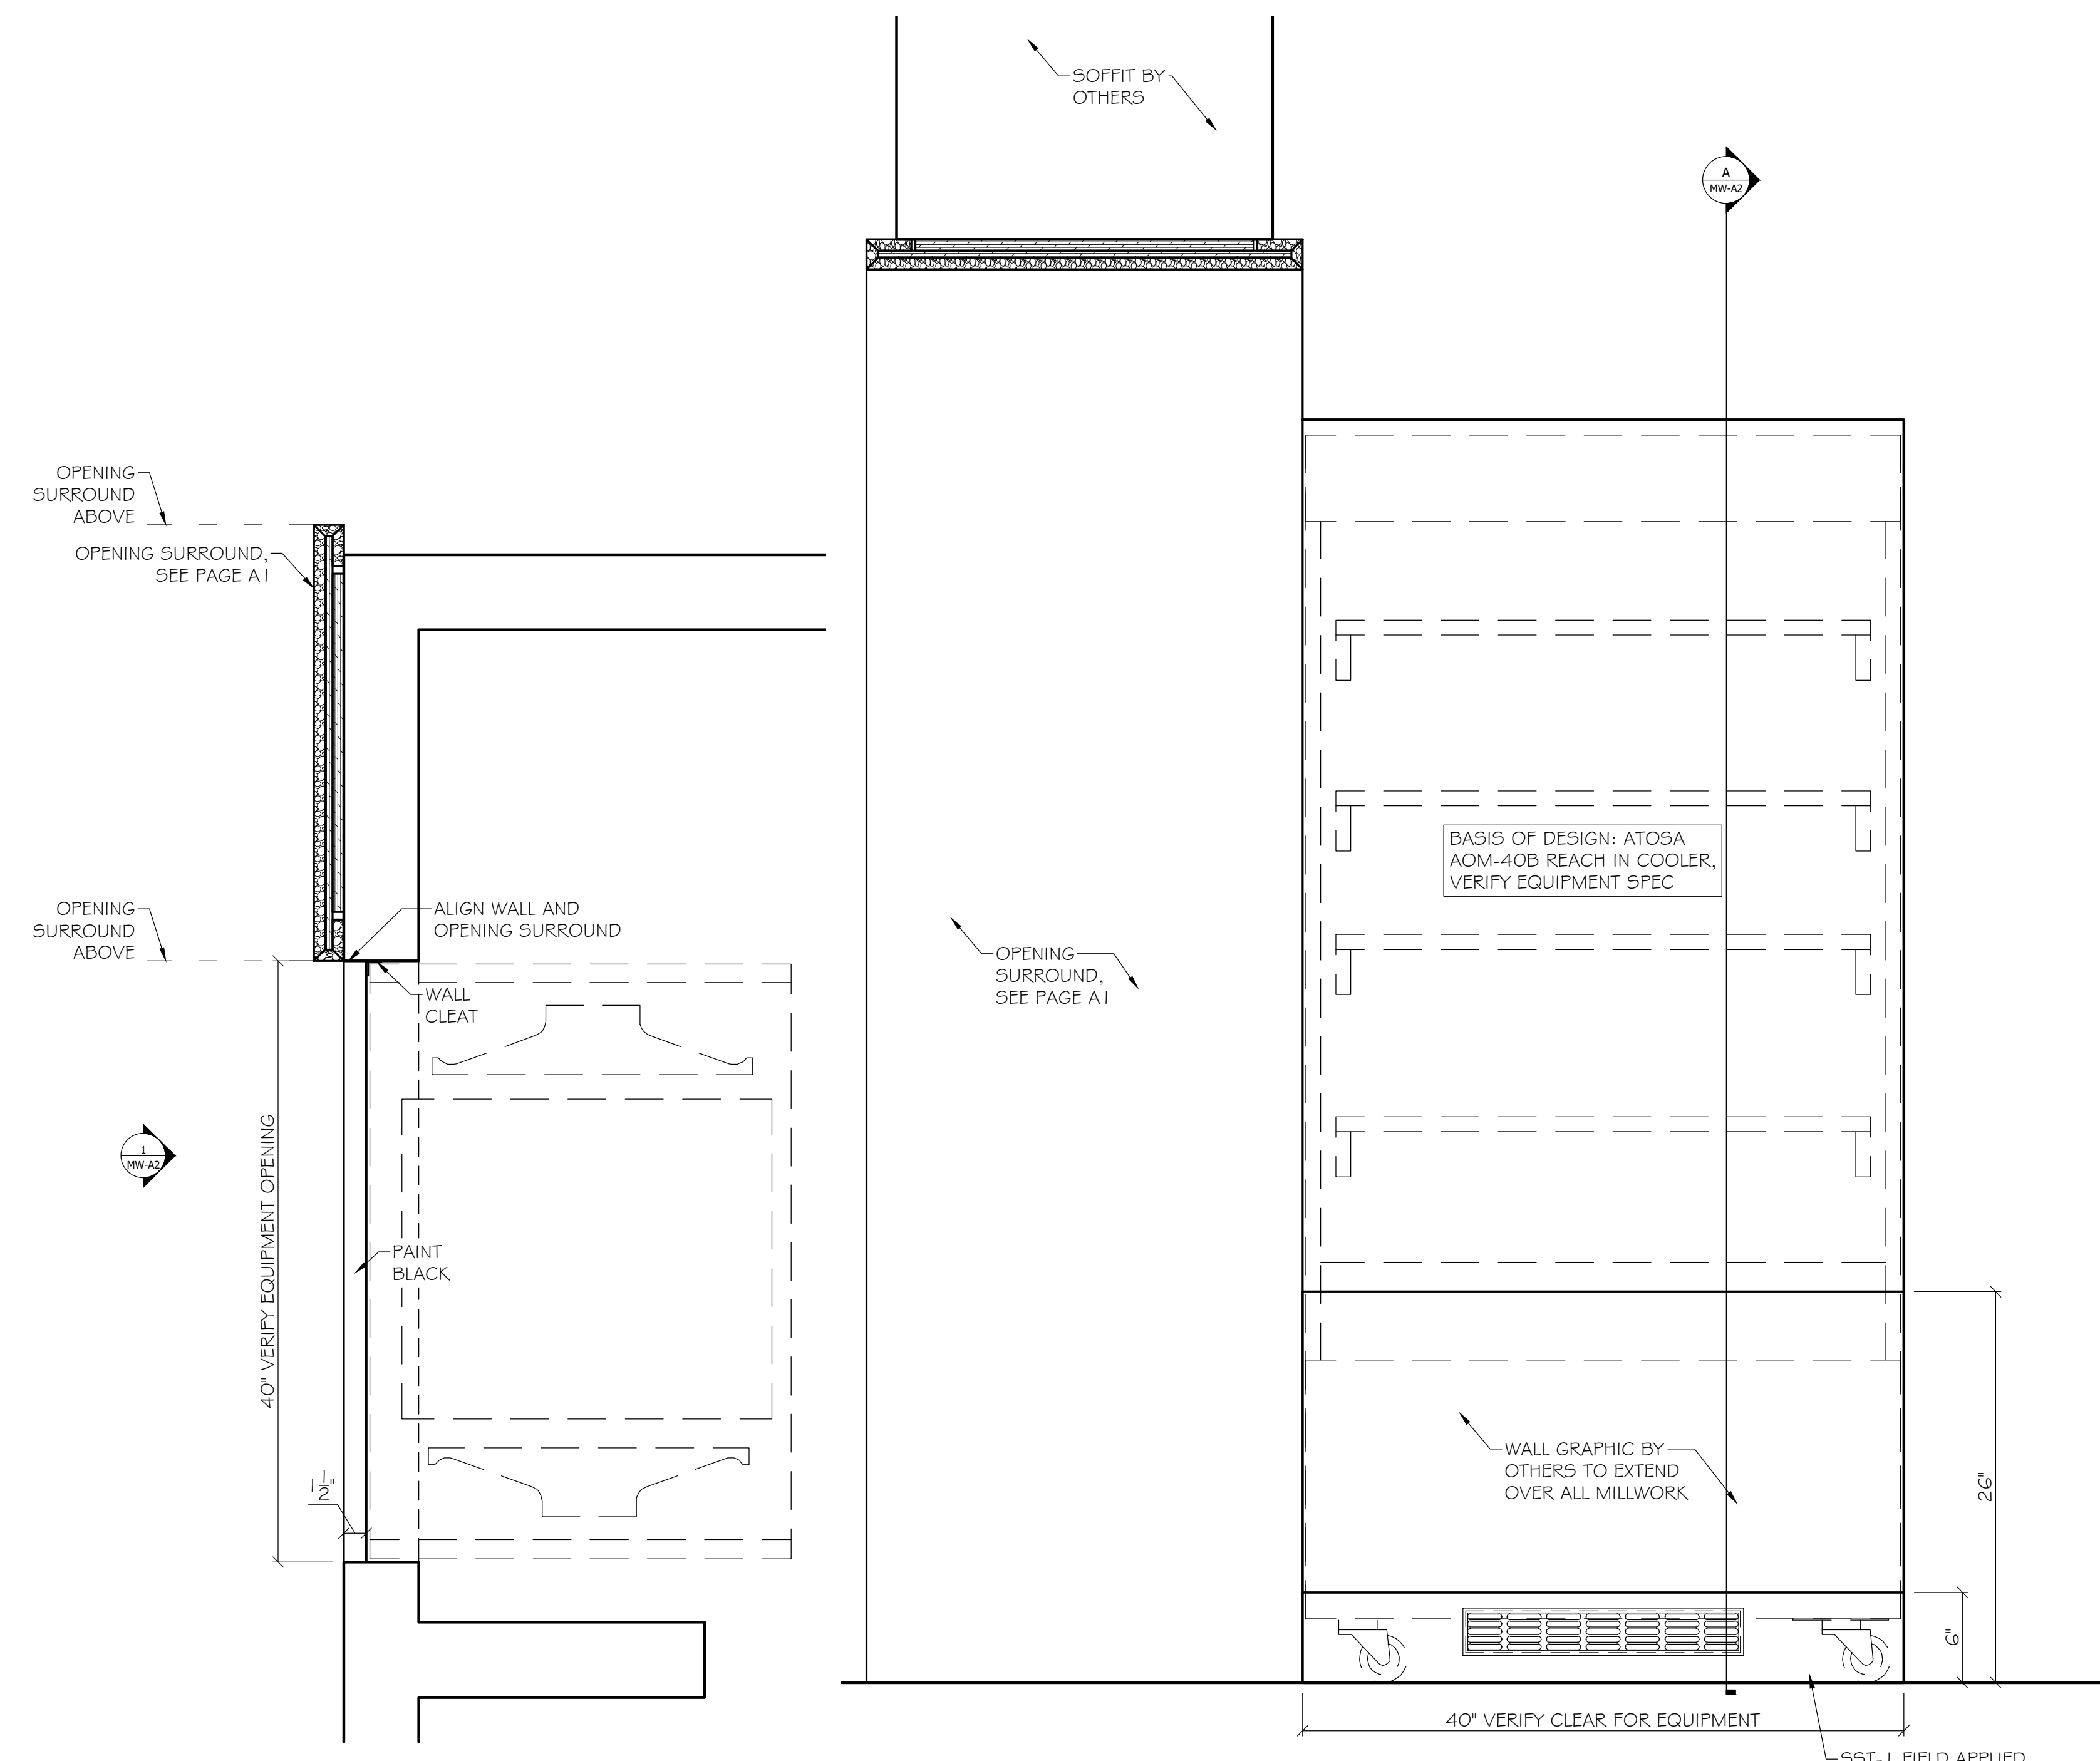 SOFFIT BY
OTHERS
A
MW-A2
OPENING
SURROUND
ABOVE
OPENING SURROUND,
SEE PAGE A1
OPENING
SURROUND
ABOVE
ALIGN WALL AND
OPENING SURROUND
WALL
CLEAT
1
MW-A2
40" VERIFY EQUIPMENT OPENING
PAINT
BLACK
1 1/2"
OPENING
SURROUND,
SEE PAGE A1
BASIS OF DESIGN: ATOSA
AOM-40B REACH IN COOLER,
VERIFY EQUIPMENT SPEC
WALL GRAPHIC BY
OTHERS TO EXTEND
OVER ALL MILLWORK
26"
6"
40" VERIFY CLEAR FOR EQUIPMENT
SST-1 FIELD APPLIED